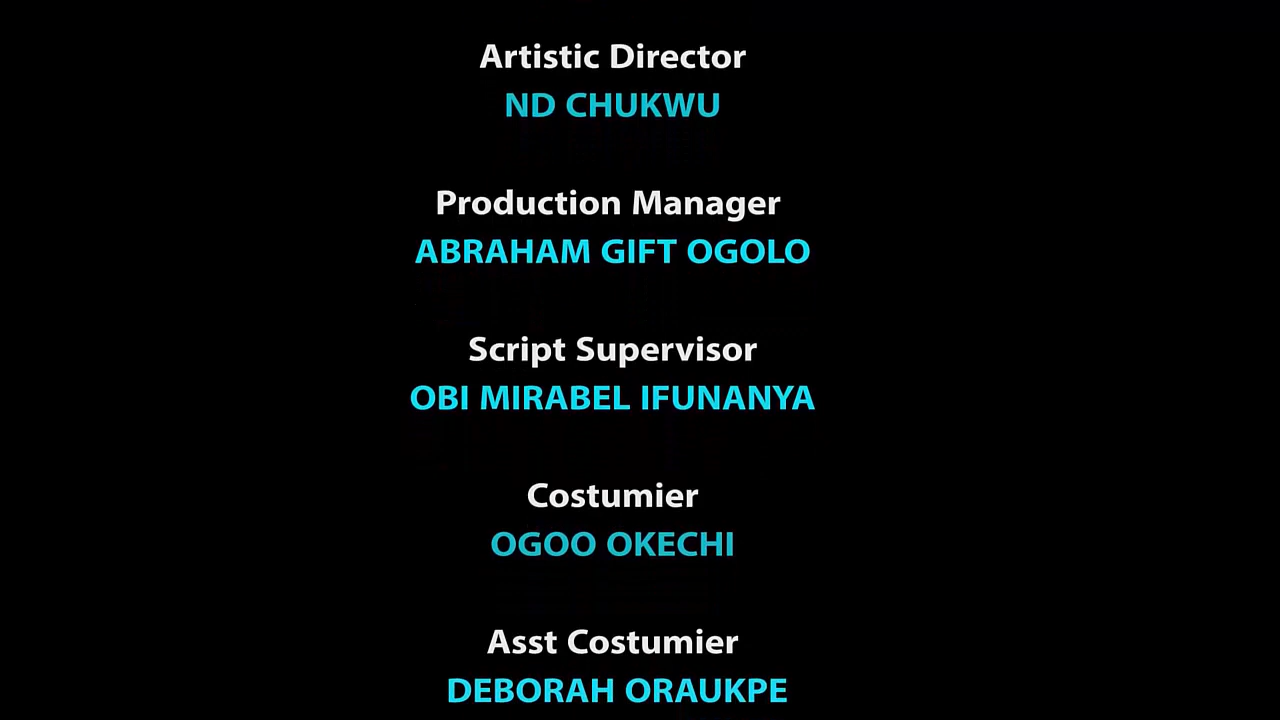 Artistic Director
ND CHUKWU
Production Manager
ABRAHAM GIFT OGOLO
Script Supervisor
OBI MIRABEL IFUNANYA
Costumier
OGOO OKECHI
Asst Costumier
DEBORAH ORAUKPE